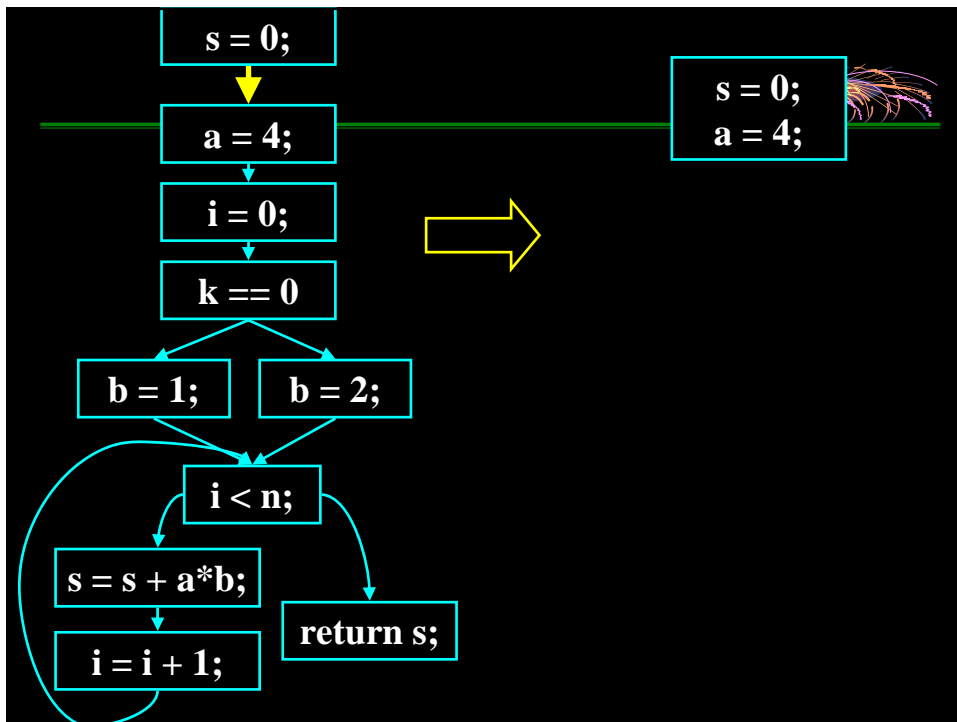 s = 0;
a = 4;
i = 0;
k == 0
b = 1;
b = 2;
i < n;
s = s + a*b;
return s;
i = i + 1;
s = 0;
a = 4;